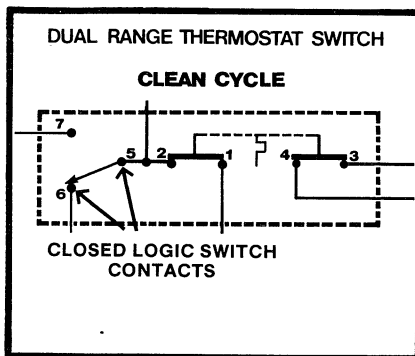 DUAL RANGE THERMOSTAT SWITCH
CLEAN CYCLE
7
5 2 1 4 3
6
CLOSED LOGIC SWITCH
CONTACTS